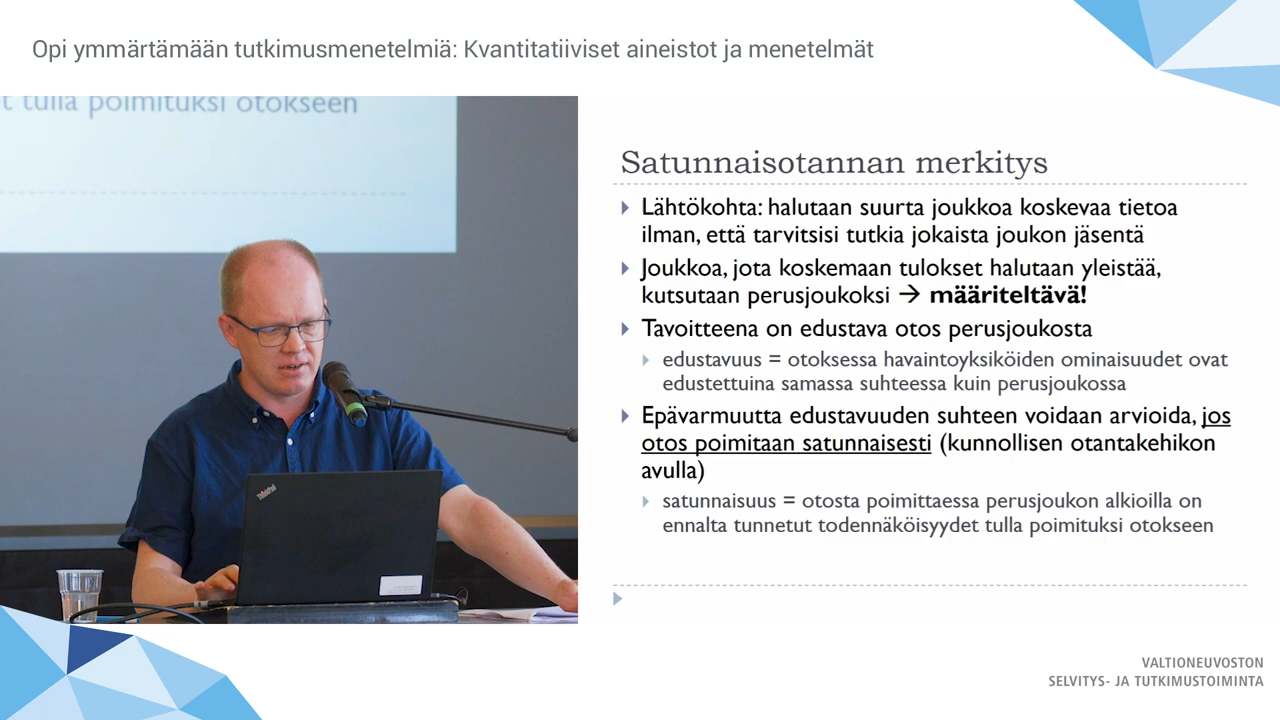 Opi ymmärtämään tutkimusmenetelmiä: Kvantitatiiviset aineistot ja menetelmät
t tulla poimituksi otokseen
Satunnaisotannan merkitys
Lähtökohta: halutaan suurta joukkoa koskevaa tietoa
ilman, että tarvitsisi tutkia jokaista joukon jäsentä
Joukkoa, jota koskemaan tulokset halutaan yleistää,
kutsutaan perusjoukoksi → määriteltävä!
Tavoitteena on edustava otos perusjoukosta
edustavuus = otoksessa havaintoyksiköiden ominaisuudet ovat
edustettuina samassa suhteessa kuin perusjoukossa
Epävarmuutta edustavuuden suhteen voidaan arvioida, jos
otos poimitaan satunnaisesti (kunnollisen otantakehikon
avulla)
satunnaisuus = otosta poimittaessa perusjoukon alkioilla on
ennalta tunnetut todennäköisyydet tulla poimituksi otokseen
ThinkPad
VALTIONEUVOSTON
SELVITYS- JA TUTKIMUSTOIMINTA